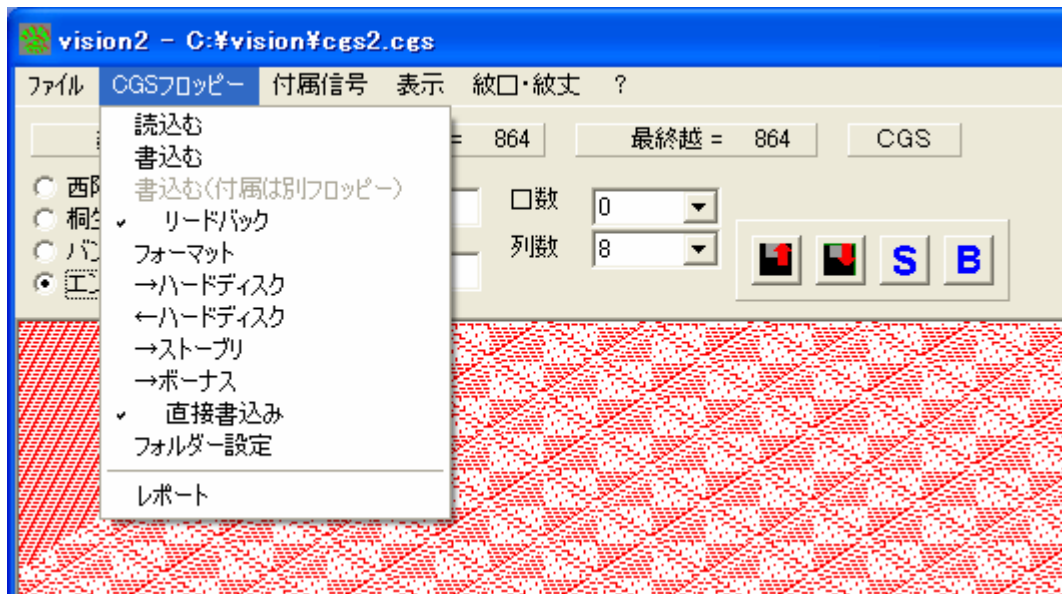 vision2 - C:¥vision¥cgs2.cgs
ファイル CGSフロッピー 付属信号 表示 紋口・紋丈 ?
= 864 最終越 = 864 CGS
読込む
書込む
書込む(付属は別フロッピー)
✓ リードバック
フォーマット
→ハードディスク
←ハードディスク
→ストーブリ
→ボーナス
✓ 直接書込み
フォルダー設定
レポート
西
桐
バン
エン
口数 0
列数 8
S B